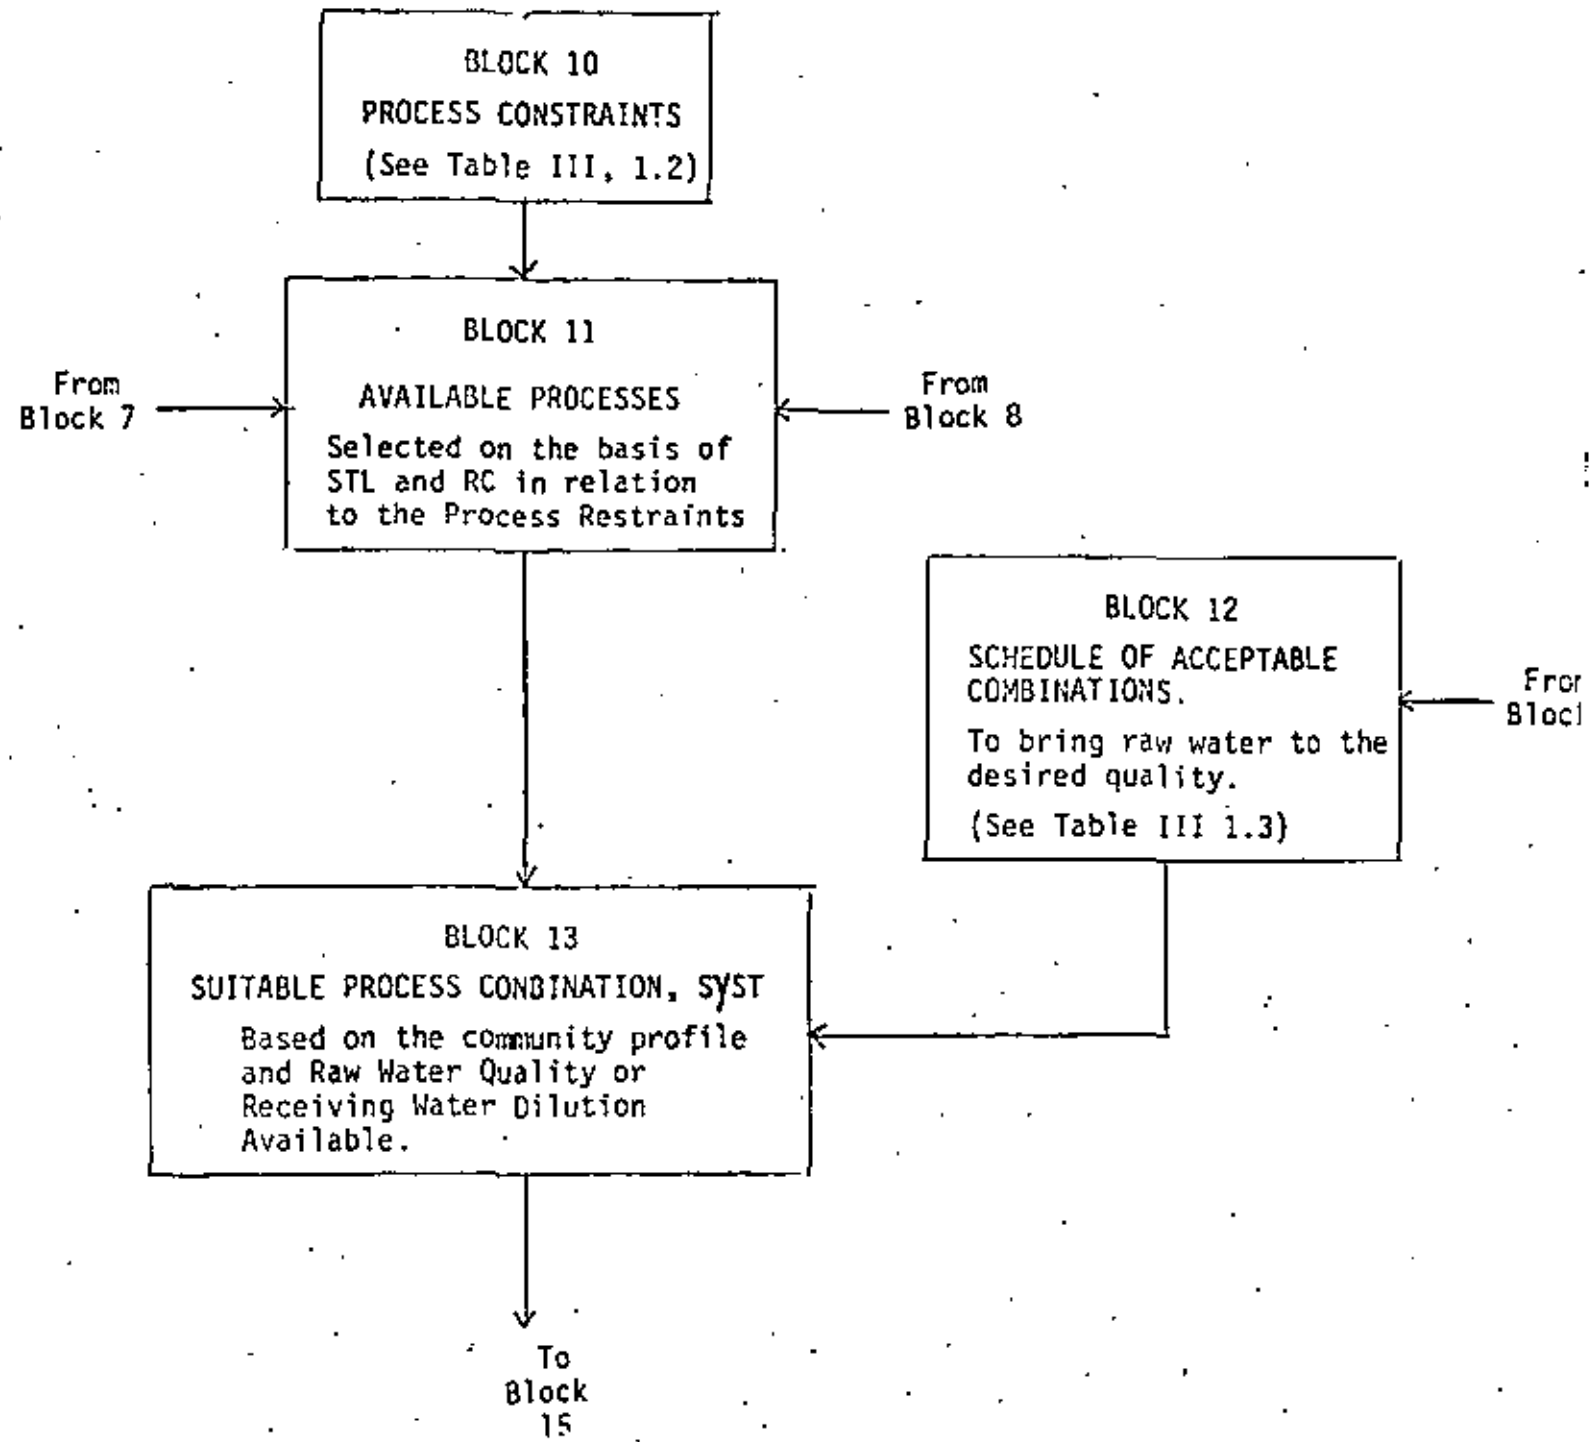 BLOCK 10
PROCESS CONSTRAINTS
(See Table III, 1.2)
BLOCK 11
AVAILABLE PROCESSES
Selected on the basis of
STL and RC in relation
to the Process Restraints
From
Block 7
From
Block 8
BLOCK 12
SCHEDULE OF ACCEPTABLE
COMBINATIONS.
To bring raw water to the
desired quality.
(See Table III 1.3)
BLOCK 13
SUITABLE PROCESS CONBINATION, SYST
Based on the community profile
and Raw Water Quality or
Receiving Water Dilution
Available.
To
Block
15